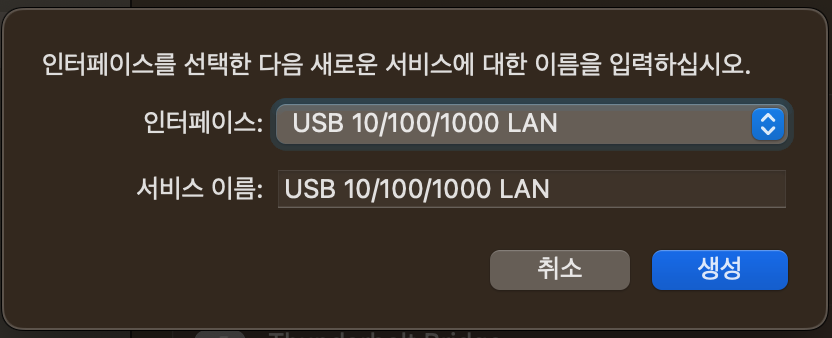 인터페이스를 선택한 다음 새로운 서비스에 대한 이름을 입력하십시오.
인터페이스: USB 10/100/1000 LAN
서비스 이름: USB 10/100/1000 LAN
취소 생성